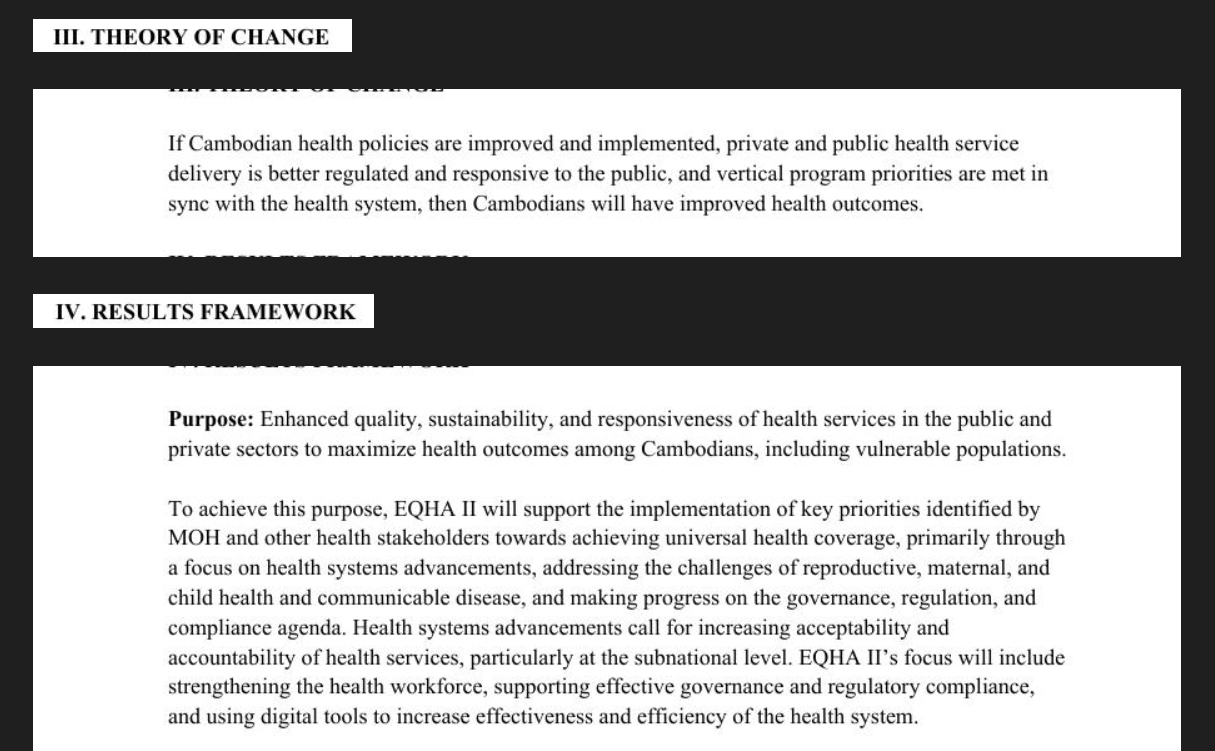 III. THEORY OF CHANGE
If Cambodian health policies are improved and implemented, private and public health service
delivery is better regulated and responsive to the public, and vertical program priorities are met in
sync with the health system, then Cambodians will have improved health outcomes.
IV. RESULTS FRAMEWORK
Purpose: Enhanced quality, sustainability, and responsiveness of health services in the public and
private sectors to maximize health outcomes among Cambodians, including vulnerable populations.
To achieve this purpose, EQHA II will support the implementation of key priorities identified by
MOH and other health stakeholders towards achieving universal health coverage, primarily through
a focus on health systems advancements, addressing the challenges of reproductive, maternal, and
child health and communicable disease, and making progress on the governance, regulation, and
compliance agenda. Health systems advancements call for increasing acceptability and
accountability of health services, particularly at the subnational level. EQHA II’s focus will include
strengthening the health workforce, supporting effective governance and regulatory compliance,
and using digital tools to increase effectiveness and efficiency of the health system.